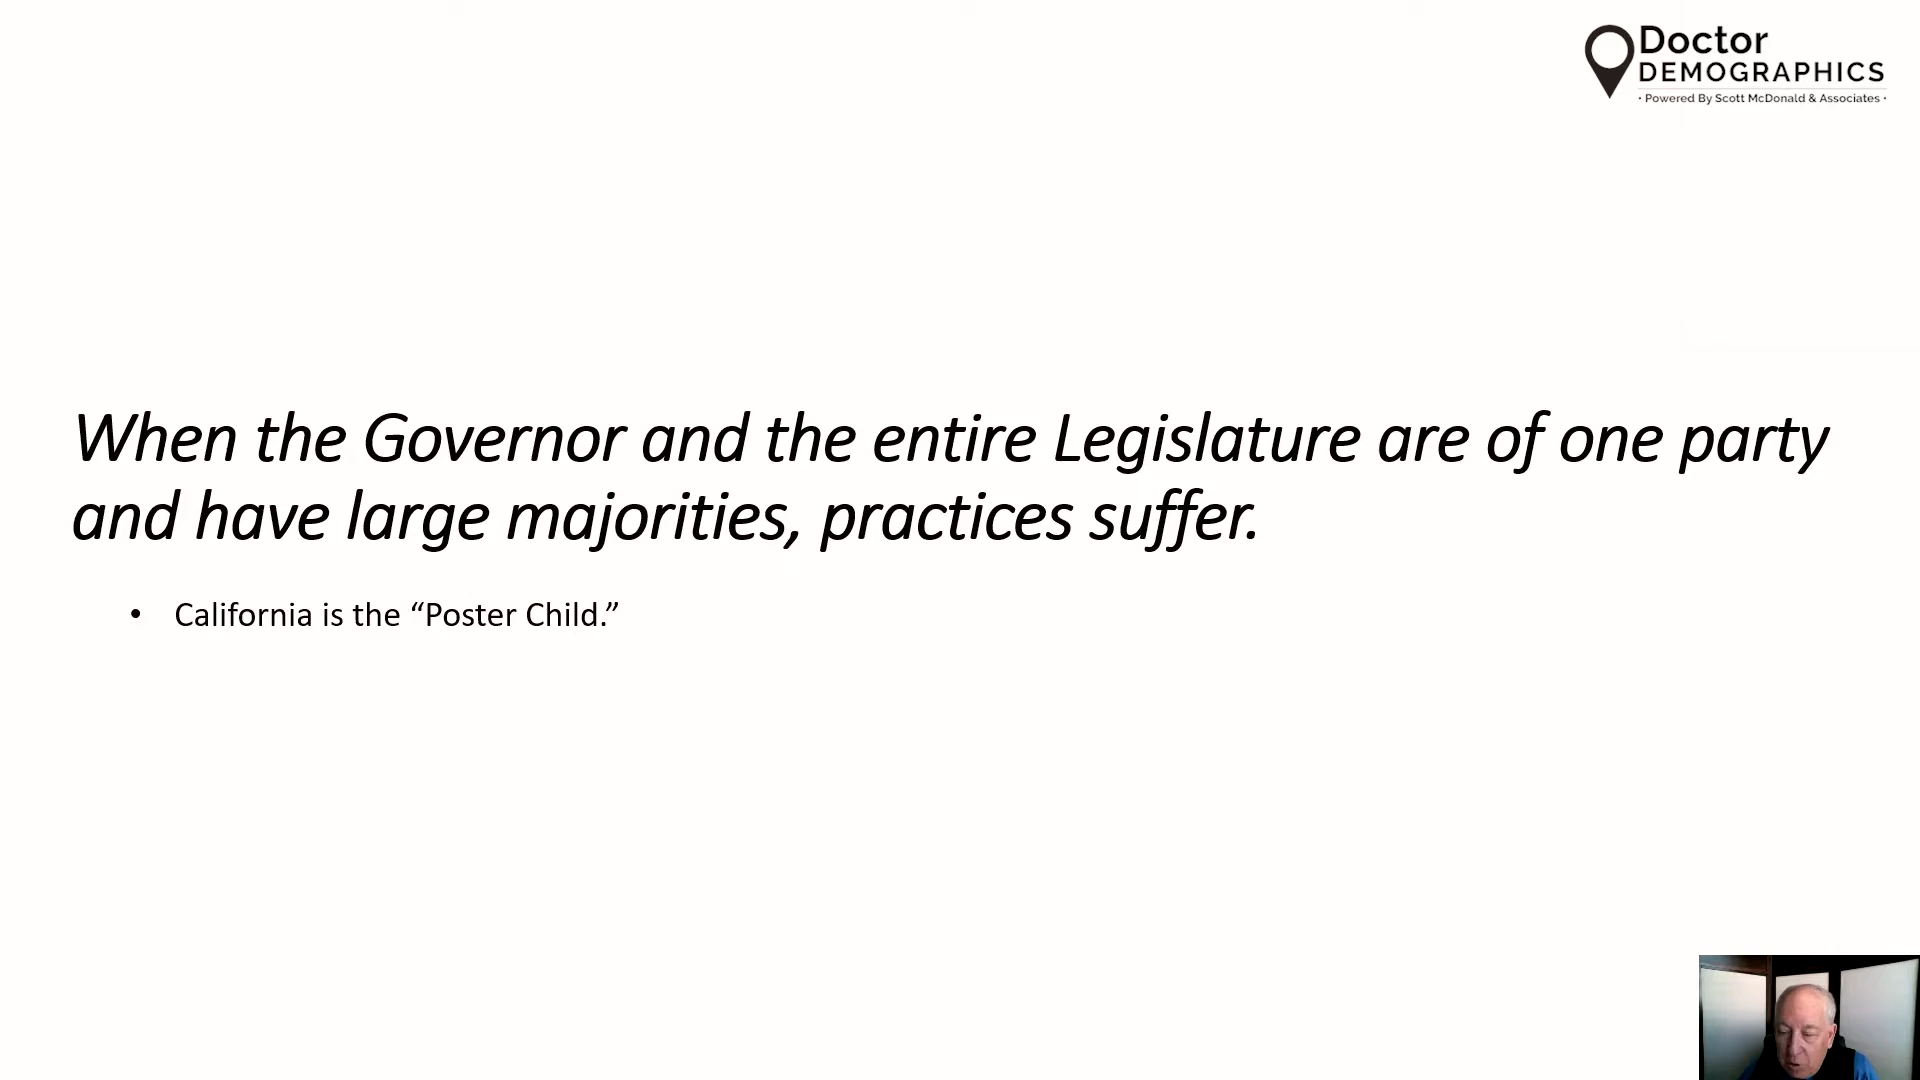 Doctor
DEMOGRAPHICS
• Powered By Scott McDonald & Associates •
When the Governor and the entire Legislature are of one party
and have large majorities, practices suffer.
• California is the “Poster Child.”